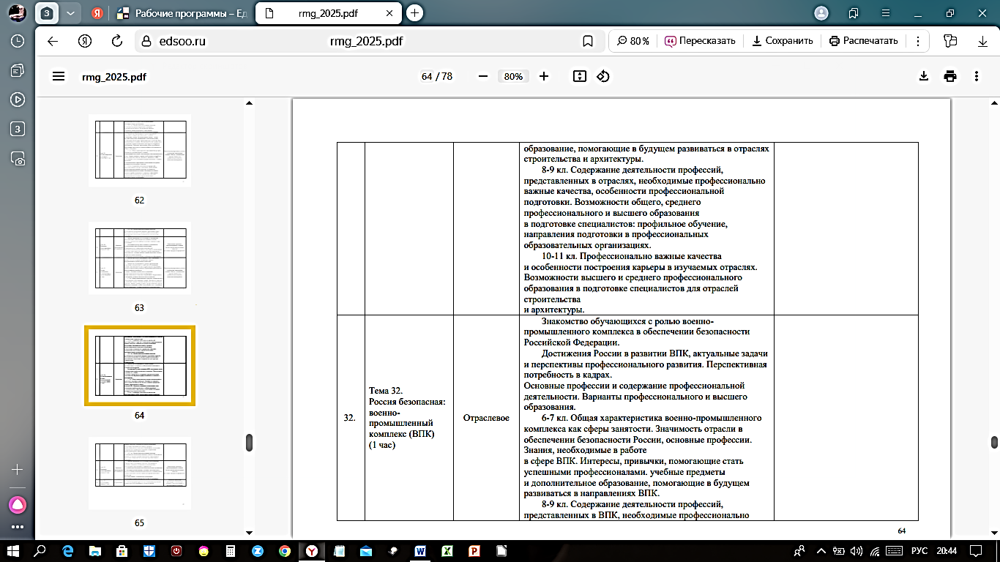 3
Рабочие программы – Ед
rmg_2025.pdf
edsoo.ru
rmg_2025.pdf
80%
Пересказать
Сохранить
Распечатать
rmg_2025.pdf
64 / 78
80%
3
62
63
64
65
образование, помогающие в будущем развиваться в отраслях
строительства и архитектуры.
8-9 кл. Содержание деятельности профессий,
представленных в отраслях, необходимые профессионально
важные качества, особенности профессиональной
подготовки. Возможности общего, среднего
профессионального и высшего образования
в подготовке специалистов: профильное обучение,
направления подготовки в профессиональных
образовательных организациях.
10-11 кл. Профессионально важные качества
и особенности построения карьеры в изучаемых отраслях.
Возможности высшего и среднего профессионального
образования в подготовке специалистов для отраслей
строительства
и архитектуры.
32.
Тема 32.
Россия безопасная:
военно-
промышленный
комплекс (ВПК)
(1 час)
Отраслевое
Знакомство обучающихся с ролью военно-
промышленного комплекса в обеспечении безопасности
Российской Федерации.
Достижения России в развитии ВПК, актуальные задачи
и перспективы профессионального развития. Перспективная
потребность в кадрах.
Основные профессии и содержание профессиональной
деятельности. Варианты профессионального и высшего
образования.
6-7 кл. Общая характеристика военно-промышленного
комплекса как сферы занятости. Значимость отрасли в
обеспечении безопасности России, основные профессии.
Знания, необходимые в работе
в сфере ВПК. Интересы, привычки, помогающие стать
успешными профессионалами. учебные предметы
и дополнительное образование, помогающие в будущем
развиваться в направлениях ВПК.
8-9 кл. Содержание деятельности профессий,
представленных в ВПК, необходимые профессионально
64
РУС
20:44